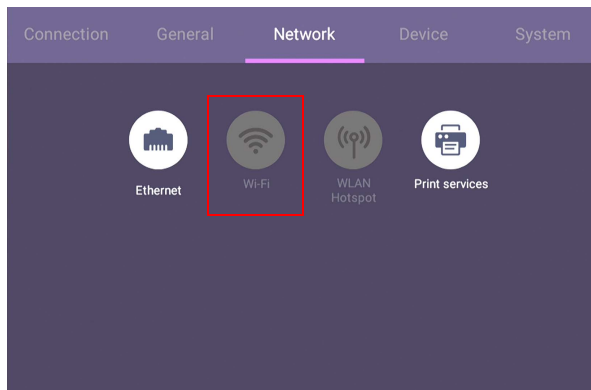 Connection General Network Device System
Ethernet Wi-Fi WLAN Hotspot Print services